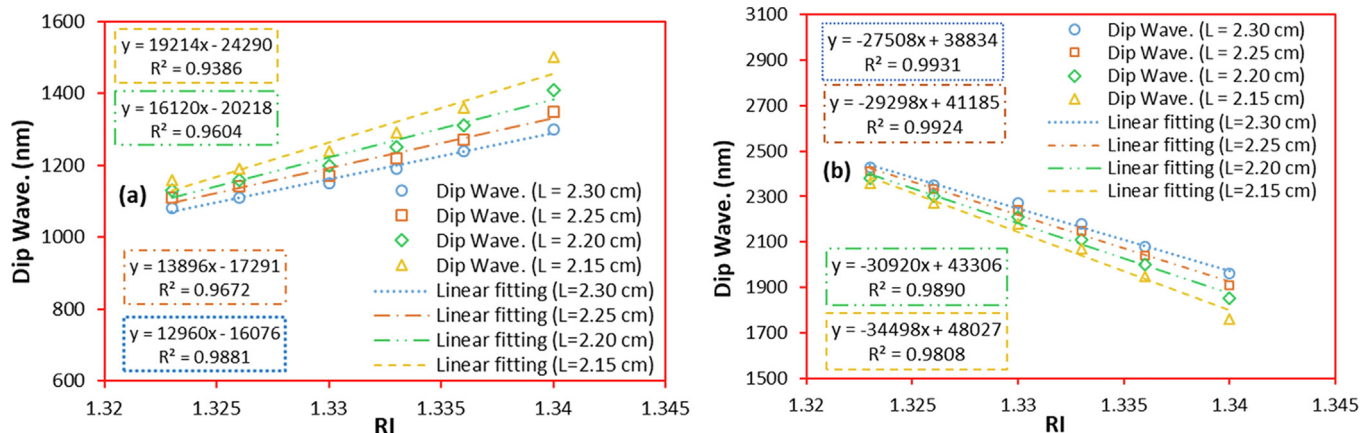 1600
1400
1200
1000
800
600
Dip Wave. (nm)
y = 19214x - 24290
R² = 0.9386
y = 16120x - 20218
R² = 0.9604
(a)
y = 13896x - 17291
R² = 0.9672
y = 12960x - 16076
R² = 0.9881
Dip Wave. (L = 2.30 cm)
Dip Wave. (L = 2.25 cm)
Dip Wave. (L = 2.20 cm)
Dip Wave. (L = 2.15 cm)
Linear fitting (L=2.30 cm)
Linear fitting (L=2.25 cm)
Linear fitting (L=2.20 cm)
Linear fitting (L=2.15 cm)
1.32 1.325 1.33 1.335 1.34 1.345
RI
3100
2900
2700
2500
2300
2100
1900
1700
1500
Dip Wave. (nm)
y = -27508x + 38834
R² = 0.9931
y = -29298x + 41185
R² = 0.9924
(b)
y = -30920x + 43306
R² = 0.9890
y = -34498x + 48027
R² = 0.9808
Dip Wave. (L = 2.30 cm)
Dip Wave. (L = 2.25 cm)
Dip Wave. (L = 2.20 cm)
Dip Wave. (L = 2.15 cm)
Linear fitting (L=2.30 cm)
Linear fitting (L=2.25 cm)
Linear fitting (L=2.20 cm)
Linear fitting (L=2.15 cm)
1.32 1.325 1.33 1.335 1.34 1.345
RI